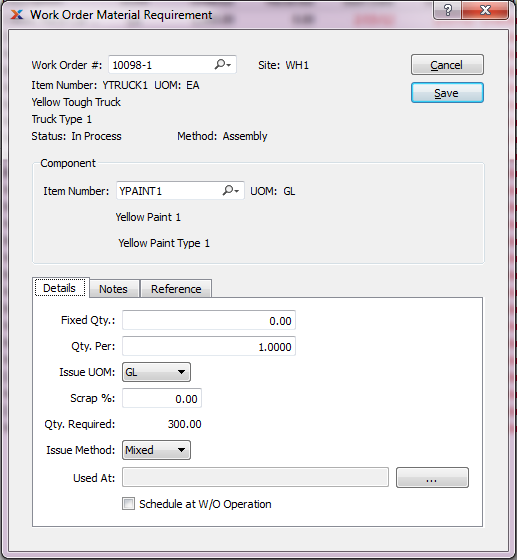 Work Order Material Requirement
Work Order #: 10098-1 Site: WH1 Cancel
Item Number: YTRUCK1 UOM: EA Save
Yellow Tough Truck
Truck Type 1
Status: In Process Method: Assembly
Component
Item Number: YPAINT1 UOM: GL
Yellow Paint 1
Yellow Paint Type 1
Details Notes Reference
Fixed Qty.: 0.00
Qty. Per: 1.0000
Issue UOM: GL
Scrap %: 0.00
Qty. Required: 300.00
Issue Method: Mixed
Used At: ...
Schedule at W/O Operation